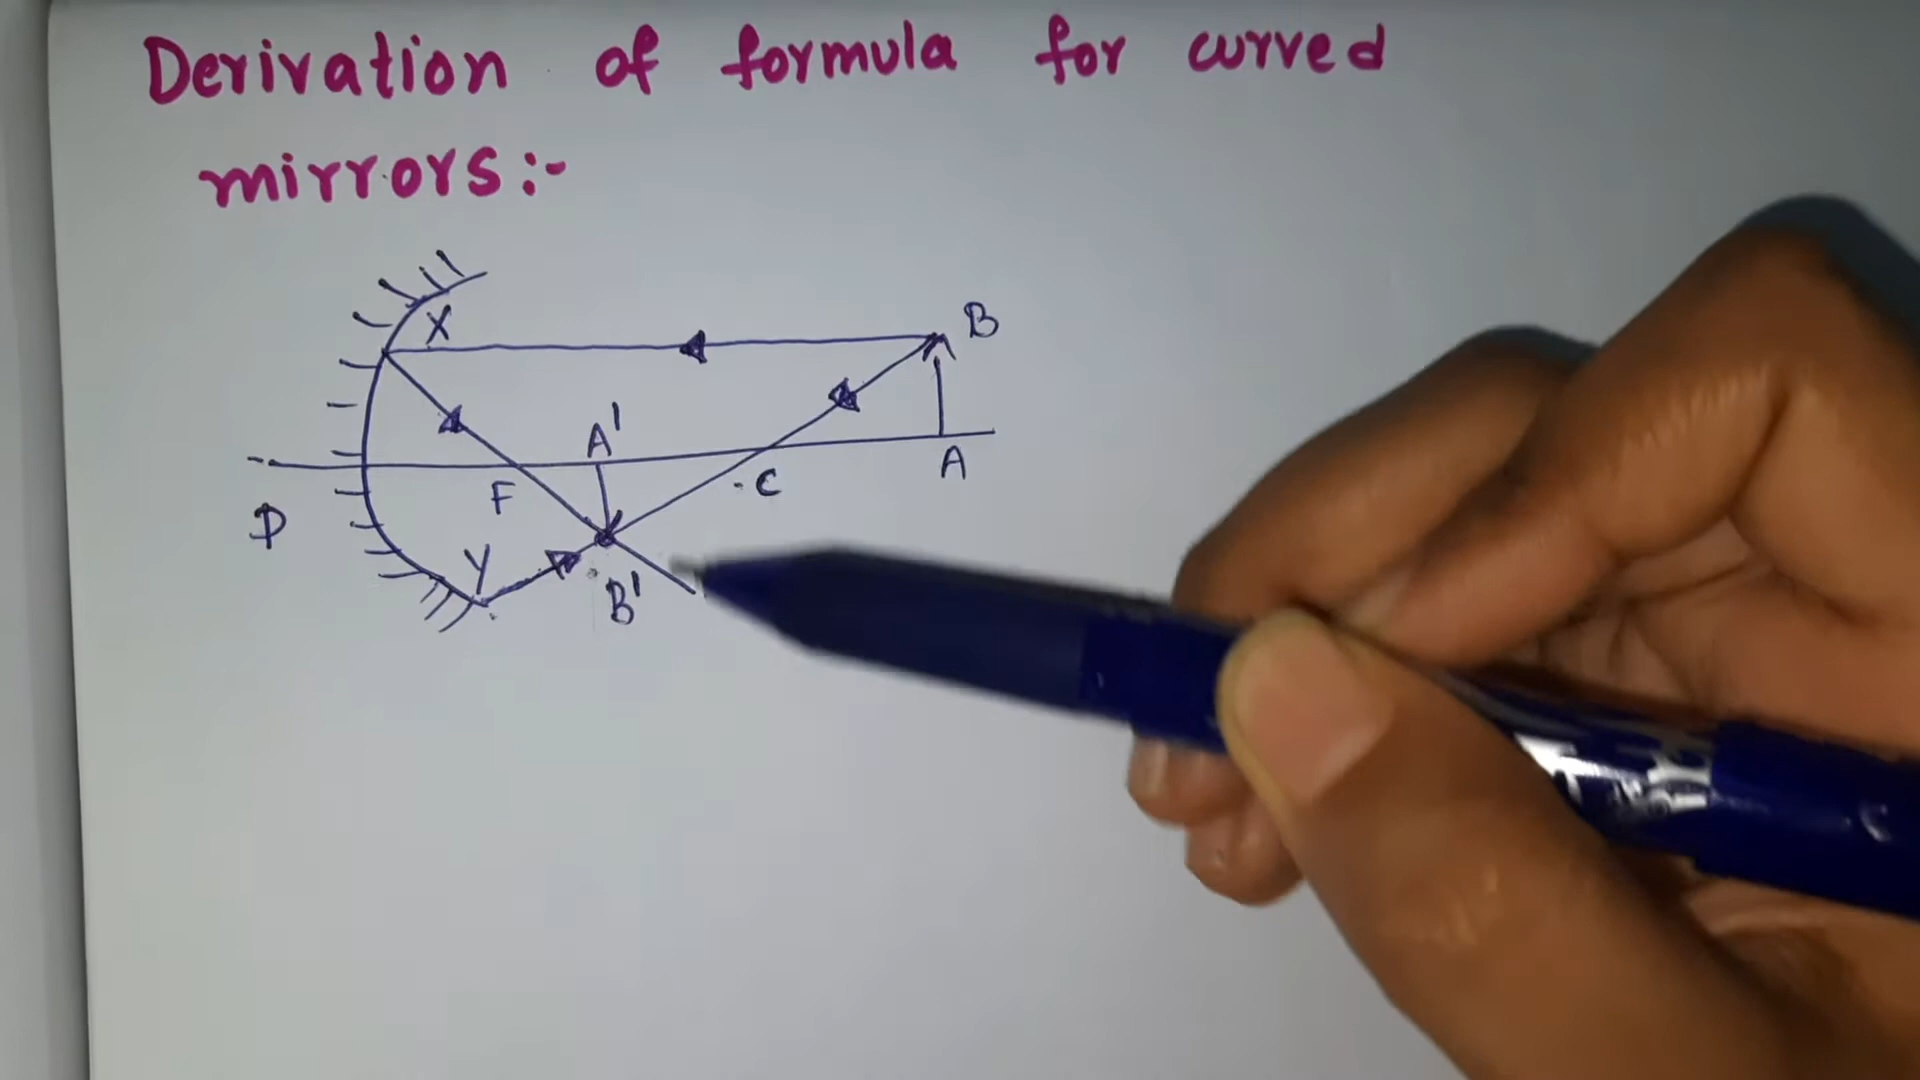 Derivation of formula for curved
mirrors:-
X
B
A'
F
C
A
P
Y
B'